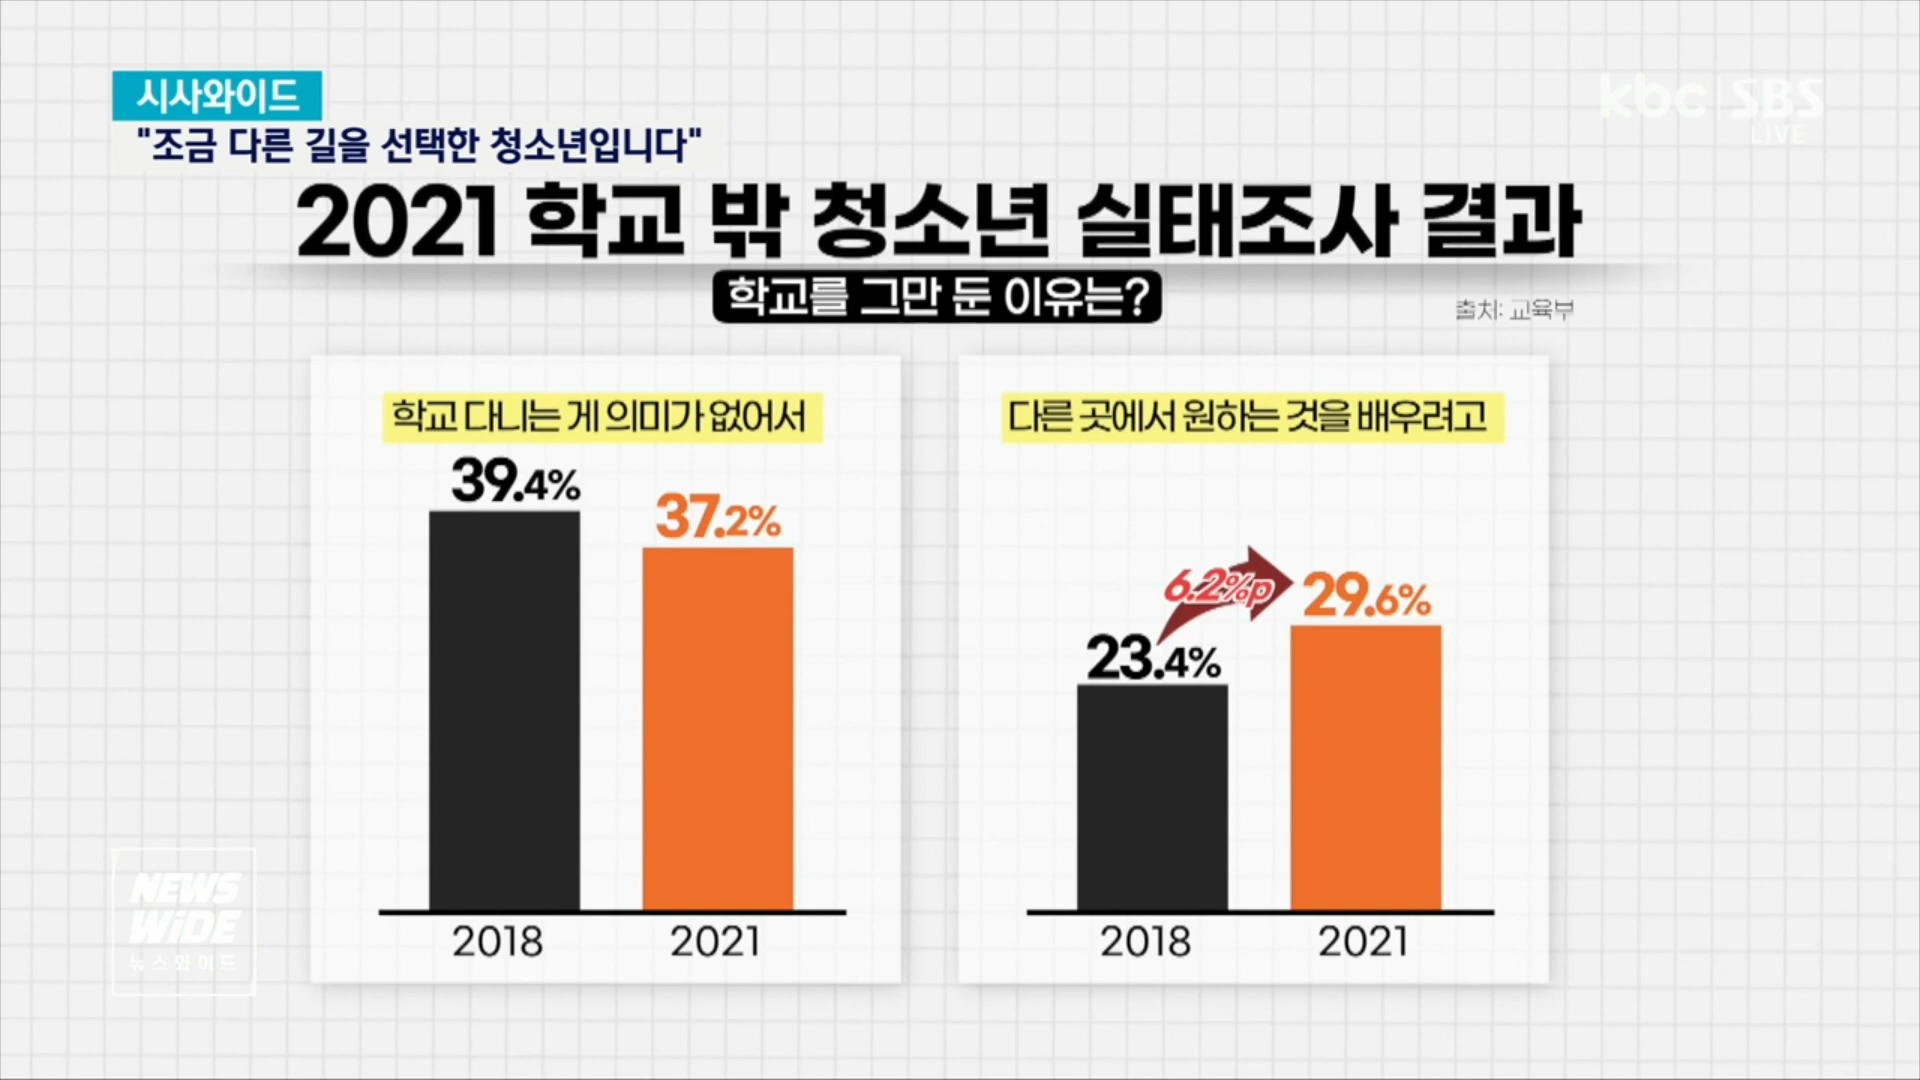 시사와이드
kbc SBS
LIVE
"조금 다른 길을 선택한 청소년입니다"
2021 학교 밖 청소년 실태조사 결과
학교를 그만 둔 이유는?
출처: 교육부
학교 다니는 게 의미가 없어서
39.4%
37.2%
2018
2021
다른 곳에서 원하는 것을 배우려고
6.2%p
23.4%
29.6%
2018
2021
NEWS
WiDE
뉴스와이드